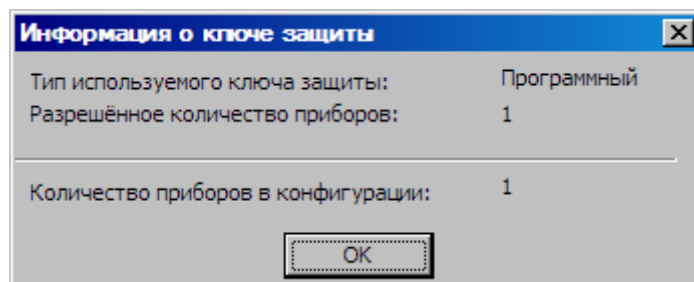 Информация о ключе защиты
Тип используемого ключа защиты: Программный
Разрешённое количество приборов: 1
Количество приборов в конфигурации: 1
OK